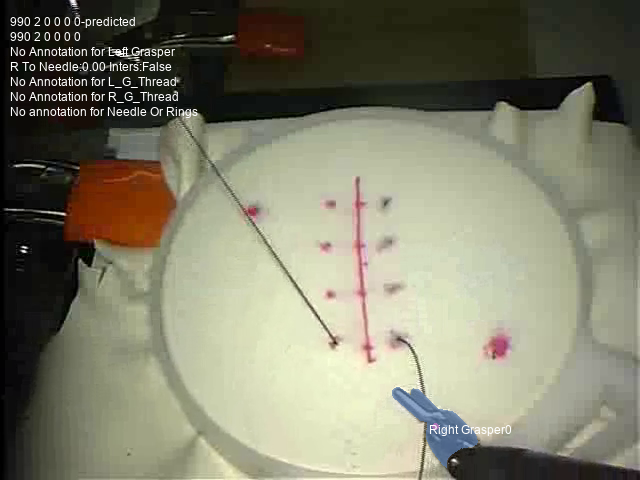 990 2 0 0 0 0-predicted
990 2 0 0 0 0
No Annotation for Left Grasper
R To Needle:0.00 Inters:False
No Annotation for L_G_Thread
No Annotation for R_G_Thread
No annotation for Needle Or Rings
Right Grasper0